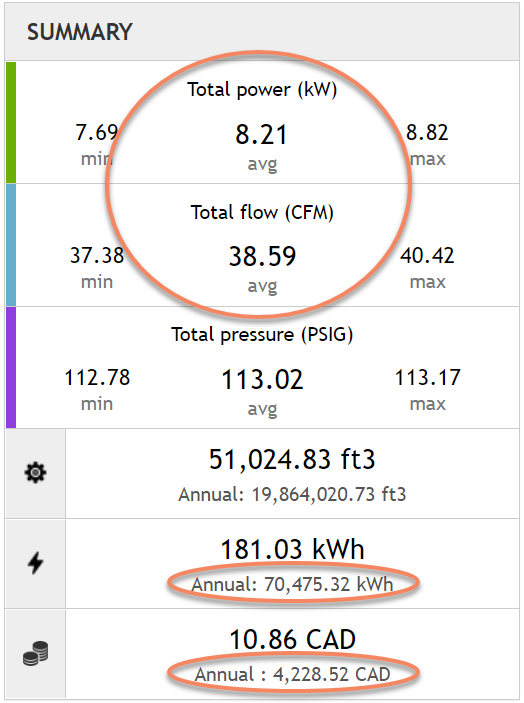 SUMMARY
Total power (kW)
7.69 8.21 8.82
min avg max
Total flow (CFM)
37.38 38.59 40.42
min avg max
Total pressure (PSIG)
112.78 113.02 113.17
min avg max
51,024.83 ft3
Annual: 19,864,020.73 ft3
181.03 kWh
Annual: 70,475.32 kWh
10.86 CAD
Annual : 4,228.52 CAD